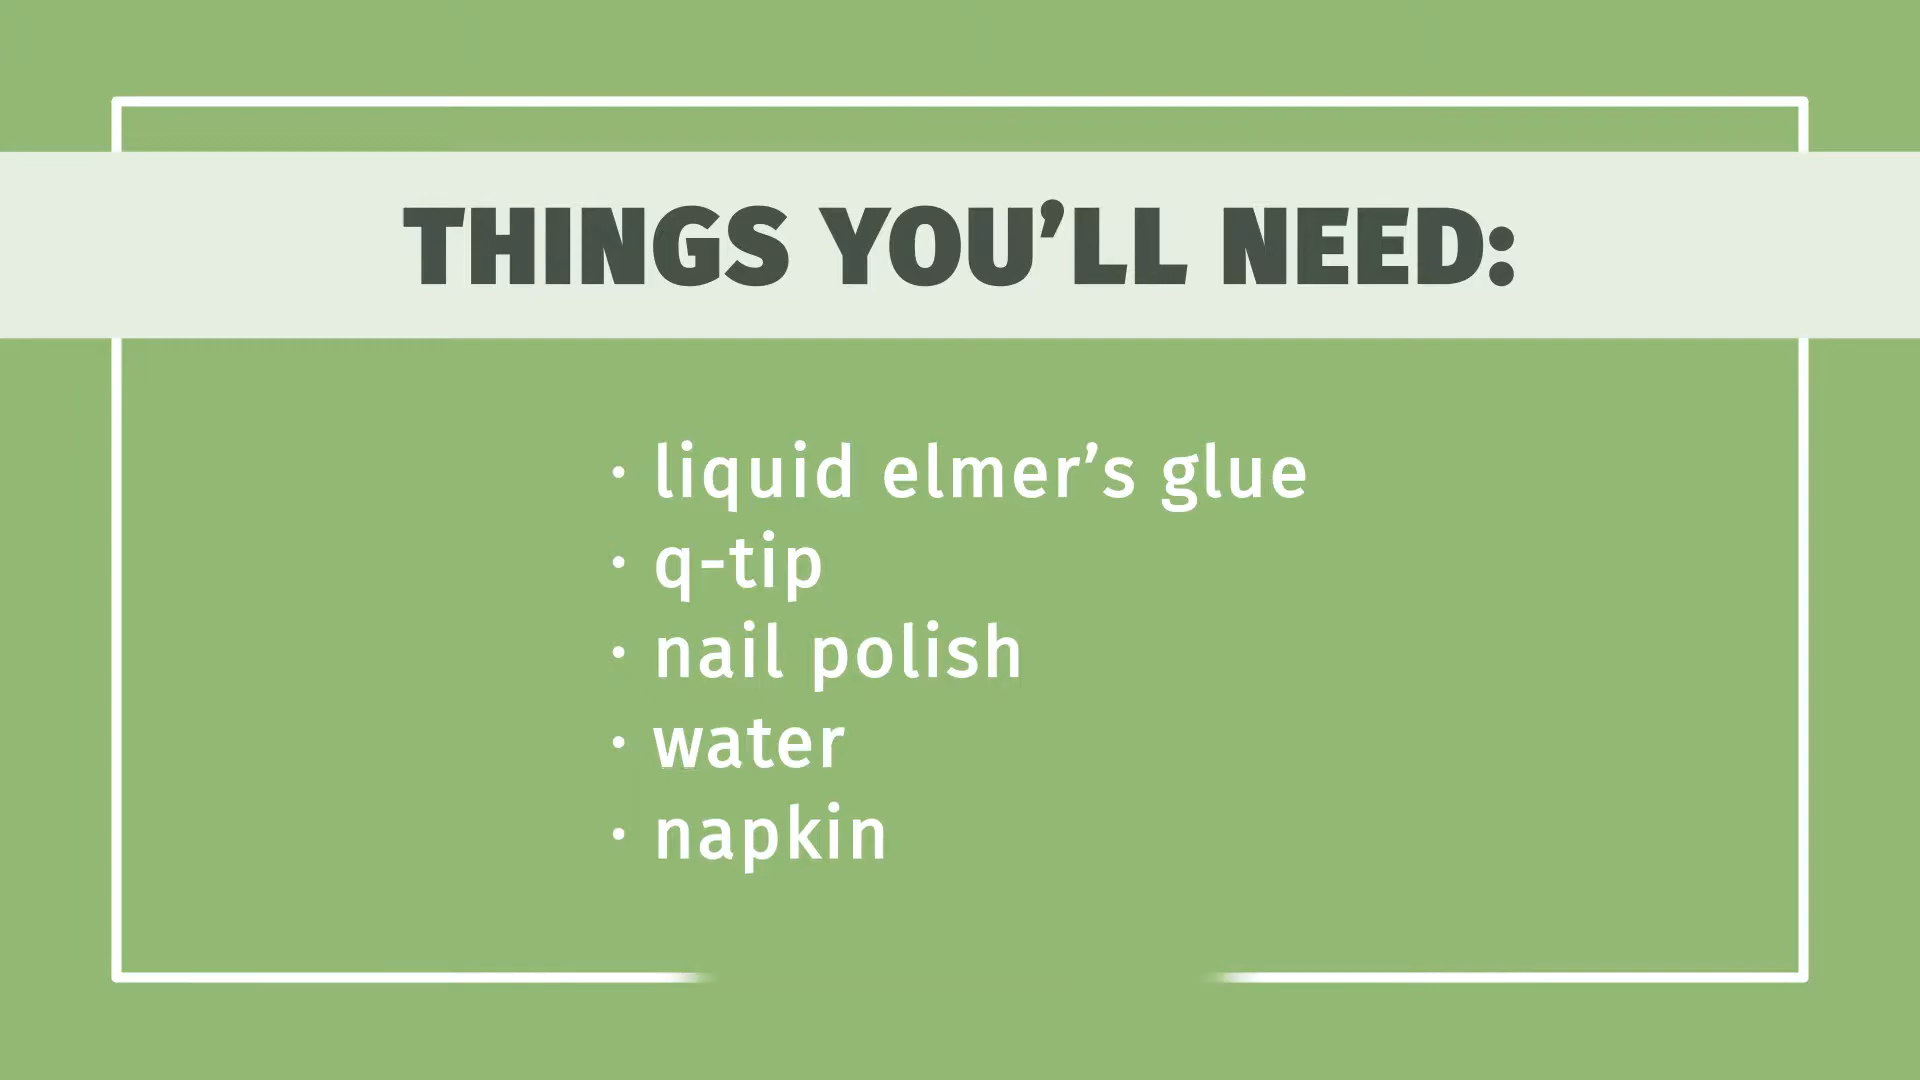 THINGS YOU’LL NEED:
· liquid elmer’s glue
· q-tip
· nail polish
· water
· napkin